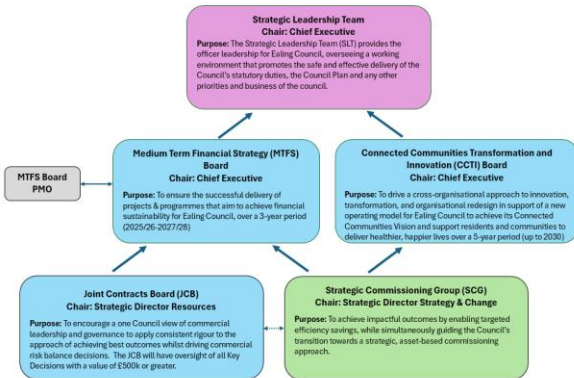 Strategic Leadership Team
Chair: Chief Executive
Purpose: The Strategic Leadership Team (SLT) provides the
officer leadership for Ealing Council, overseeing a working
environment that promotes the safe and effective delivery of the
Council's statutory duties, the Council Plan and any other
priorities and business of the council.
MTFS Board
PMO
Medium Term Financial Strategy (MTFS)
Board
Chair: Chief Executive
Purpose: To ensure the successful delivery of
projects & programmes that aim to achieve financial
sustainability for Ealing Council, over a 3-year period
(2025/26-2027/28)
Connected Communities Transformation and
Innovation (CCTI) Board
Chair: Chief Executive
Purpose: To drive a cross-organisational approach to innovation,
transformation, and organisational redesign in support of a new
operating model for Ealing Council to achieve its Connected
Communities Vision and support residents and communities to
deliver healthier, happier lives over a 5-year period (up to 2030)
Joint Contracts Board (JCB)
Chair: Strategic Director Resources
Purpose: To encourage a one Council view of commercial
leadership and governance to apply consistent rigour to the
approach of achieving best outcomes whilst driving commercial
risk balance decisions. The JCB will have oversight of all Key
Decisions with a value of £500k or greater.
Strategic Commissioning Group (SCG)
Chair: Strategic Director Strategy & Change
Purpose: To achieve impactful outcomes by enabling targeted
efficiency savings, while simultaneously guiding the Council's
transition towards a strategic, asset-based commissioning
approach.